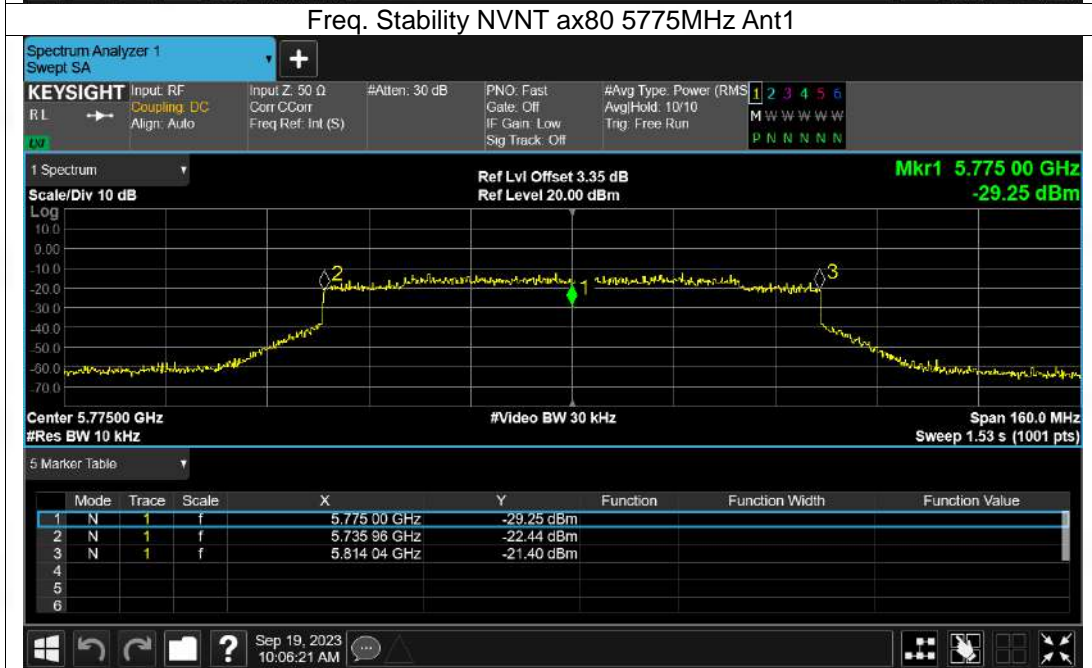 Freq. Stability NVNT ax80 5775MHz Ant1
Spectrum Analyzer 1
Swept SA
+
KEYSIGHT Input: RF Input Z: 50 Ω #Atten: 30 dB PNO: Fast #Avg Type: Power (RMS 1 2 3 4 5 6
RL Coupling: DC Corr CCorr Gate: Off Avg|Hold: 10/10 M W W W W W
Align: Auto Freq Ref: Int (S) IF Gain: Low Trig: Free Run
LXI Sig Track: Off P N N N N N
1 Spectrum Ref Lvl Offset 3.35 dB Mkr1 5.775 00 GHz
Scale/Div 10 dB Ref Level 20.00 dBm -29.25 dBm
Log
10.0
0.00
-10.0
-20.0
-30.0
-40.0
-50.0
-60.0
-70.0
2 1 3
Center 5.77500 GHz #Video BW 30 kHz Span 160.0 MHz
#Res BW 10 kHz Sweep 1.53 s (1001 pts)
5 Marker Table
Mode Trace Scale X Y Function Function Width Function Value
1 N 1 f 5.775 00 GHz -29.25 dBm
2 N 1 f 5.735 96 GHz -22.44 dBm
3 N 1 f 5.814 04 GHz -21.40 dBm
4
5
6
? Sep 19, 2023
10:06:21 AM